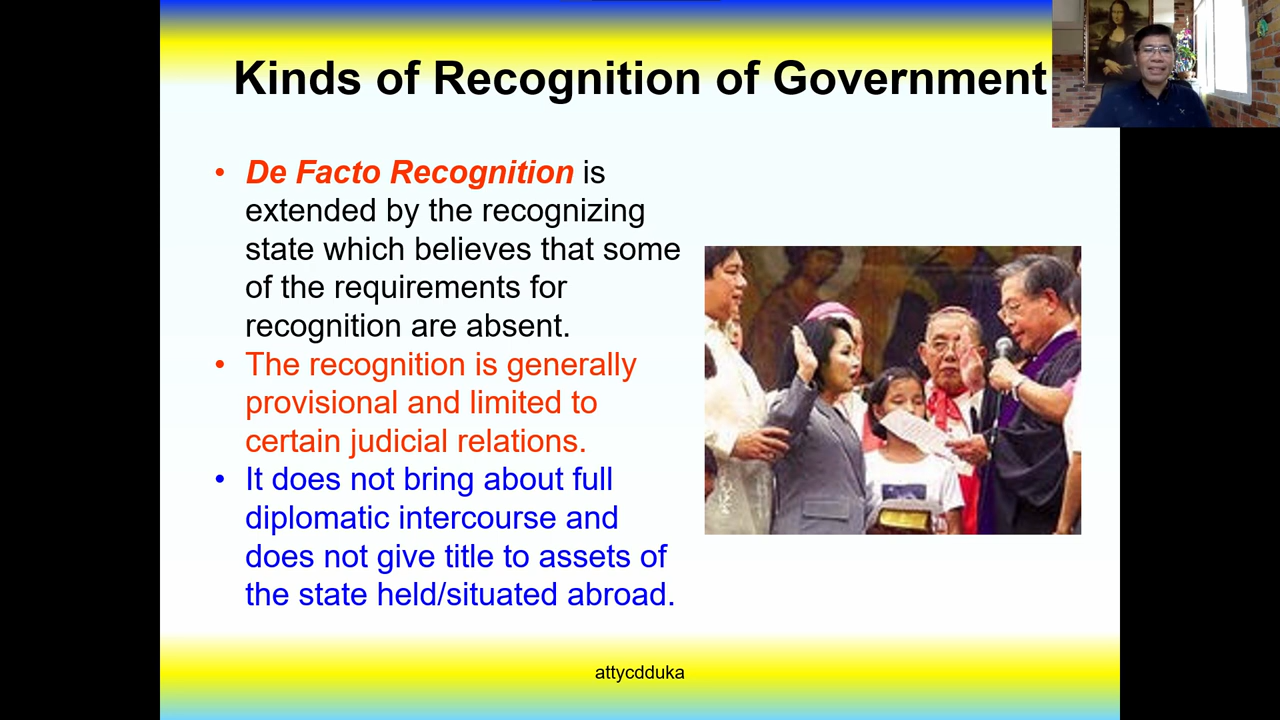 Kinds of Recognition of Government
• De Facto Recognition is
extended by the recognizing
state which believes that some
of the requirements for
recognition are absent.
• The recognition is generally
provisional and limited to
certain judicial relations.
• It does not bring about full
diplomatic intercourse and
does not give title to assets of
the state held/situated abroad.
attycdduka